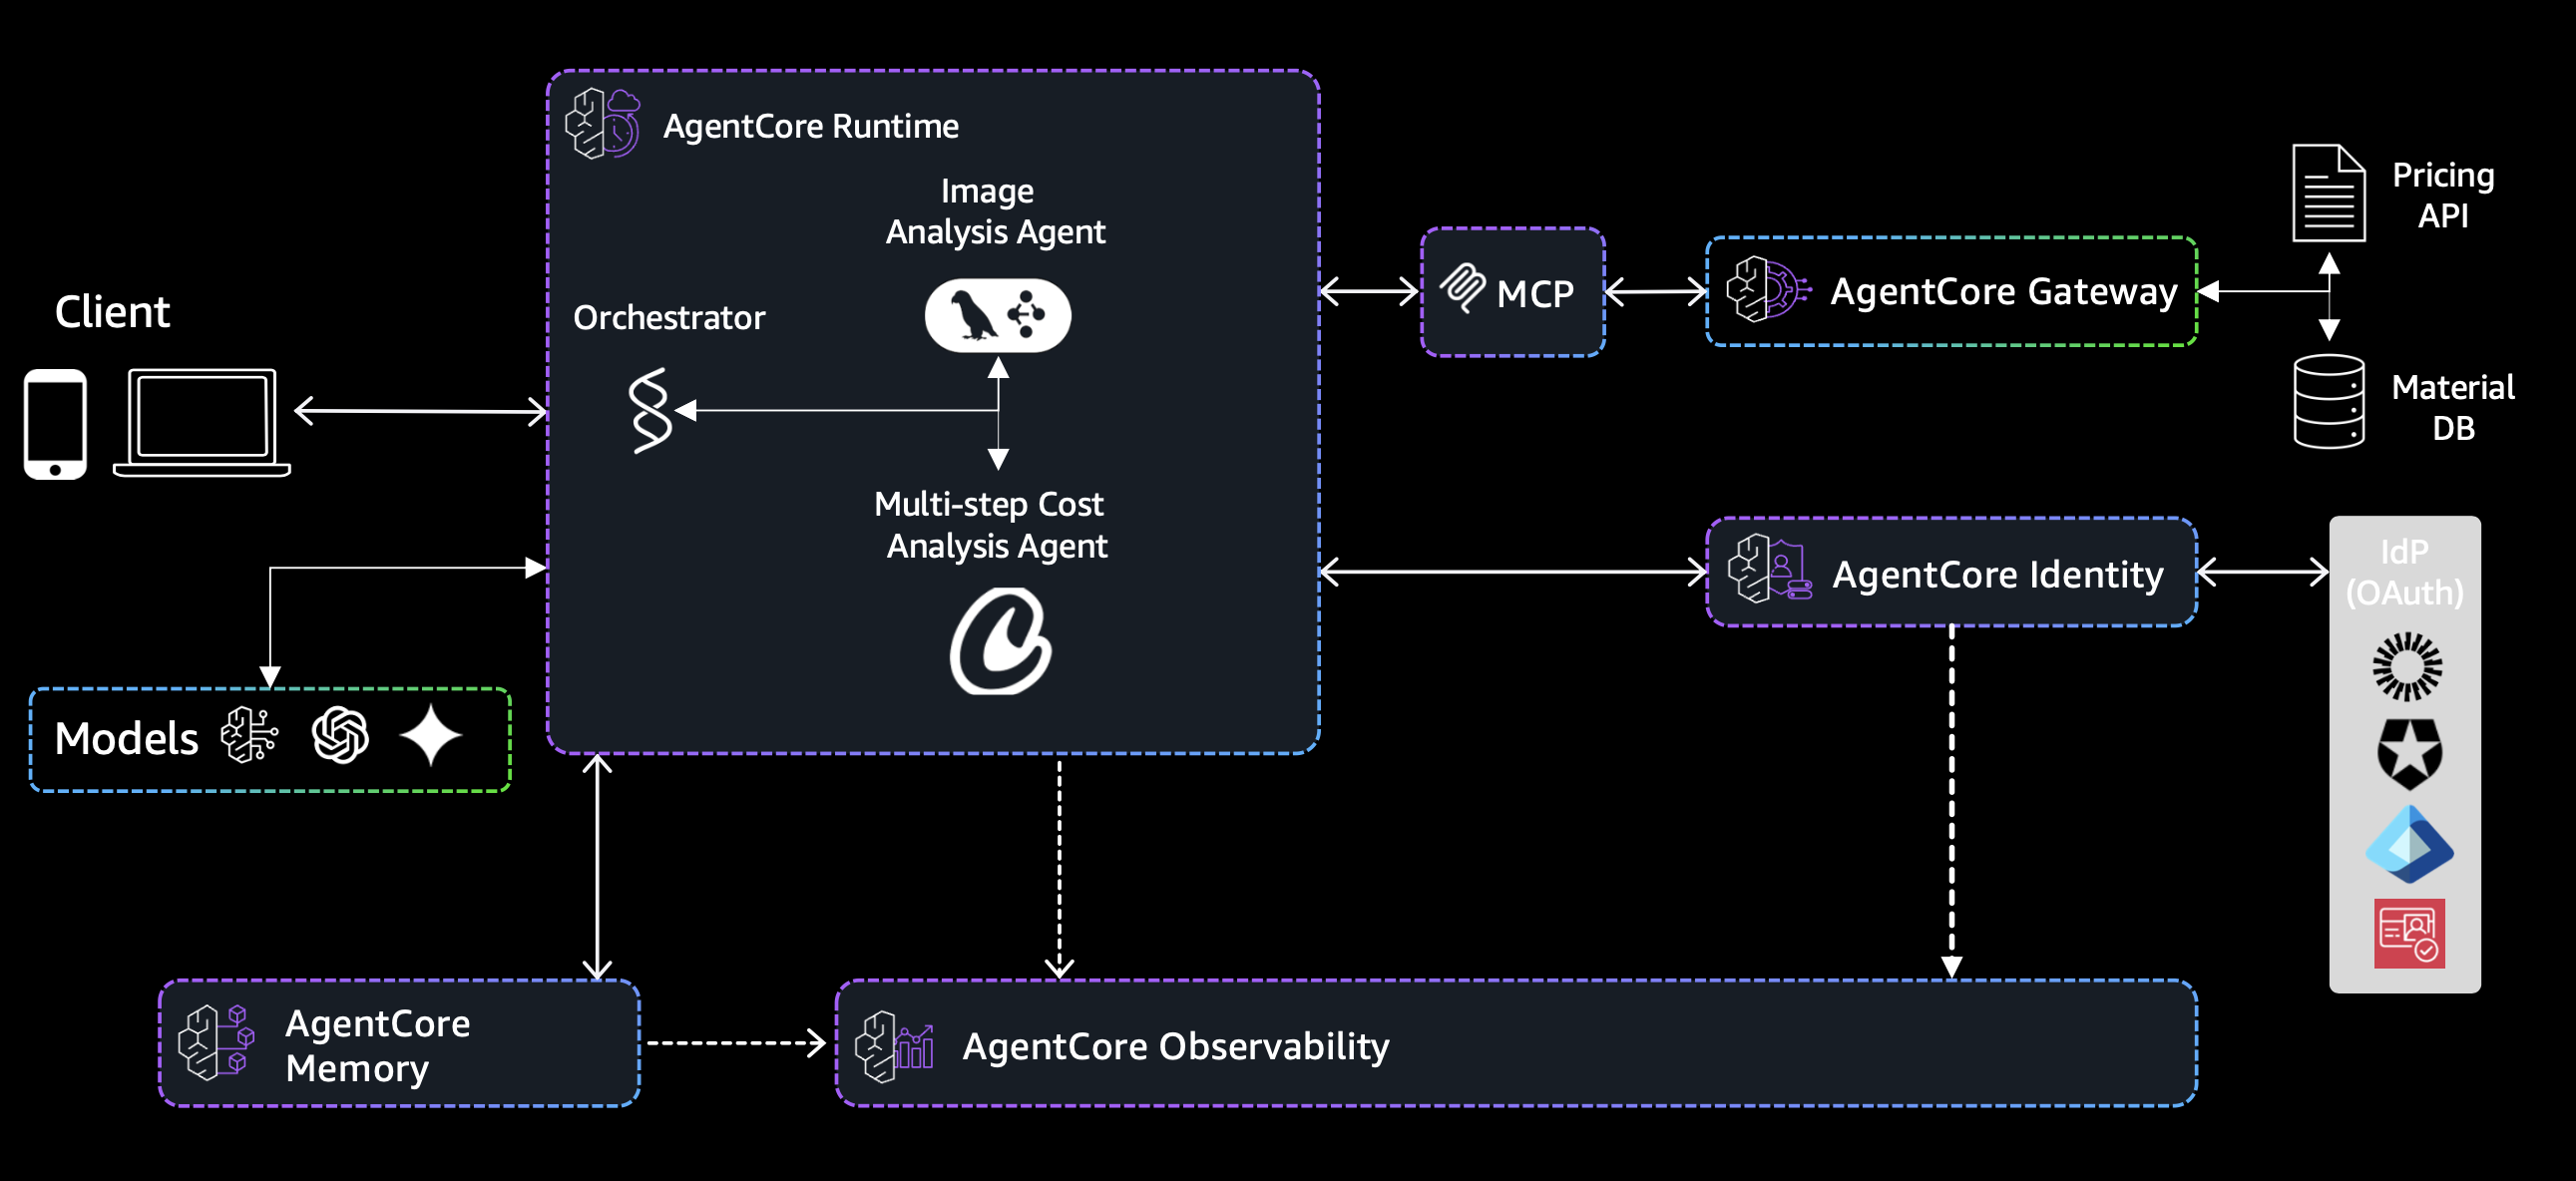 AgentCore Runtime
Image
Analysis Agent
Orchestrator
Multi-step Cost
Analysis Agent
Client
Models
MCP
AgentCore Gateway
Pricing
API
Material
DB
AgentCore Identity
IdP
(OAuth)
AgentCore
Memory
AgentCore Observability